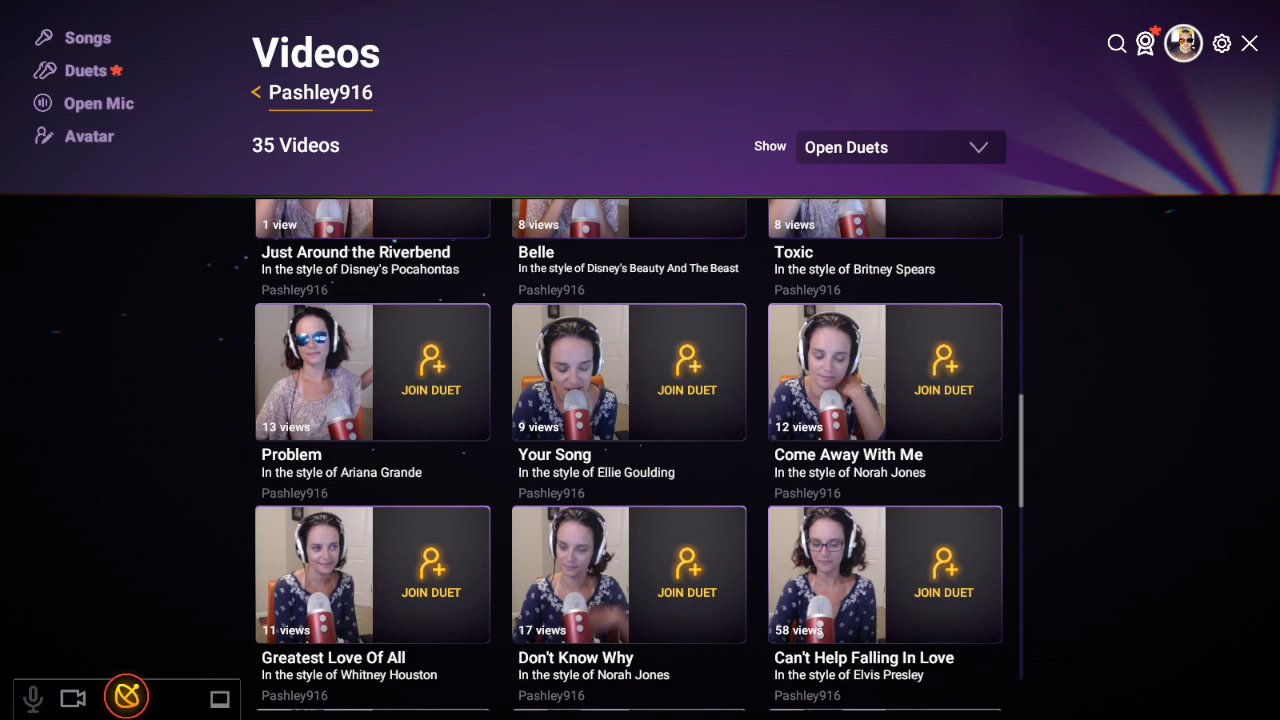 Songs
Duets *
Open Mic
Avatar
Videos
< Pashley916
35 Videos
Show
Open Duets
1 view
8 views
8 views
Just Around the Riverbend
In the style of Disney's Pocahontas
Pashley916
Belle
In the style of Disney's Beauty And The Beast
Pashley916
Toxic
In the style of Britney Spears
Pashley916
13 views
JOIN DUET
9 views
JOIN DUET
12 views
JOIN DUET
Problem
In the style of Ariana Grande
Pashley916
Your Song
In the style of Ellie Goulding
Pashley916
Come Away With Me
In the style of Norah Jones
Pashley916
11 views
JOIN DUET
17 views
JOIN DUET
58 views
JOIN DUET
Greatest Love Of All
In the style of Whitney Houston
Pashley916
Don't Know Why
In the style of Norah Jones
Pashley916
Can't Help Falling In Love
In the style of Elvis Presley
Pashley916